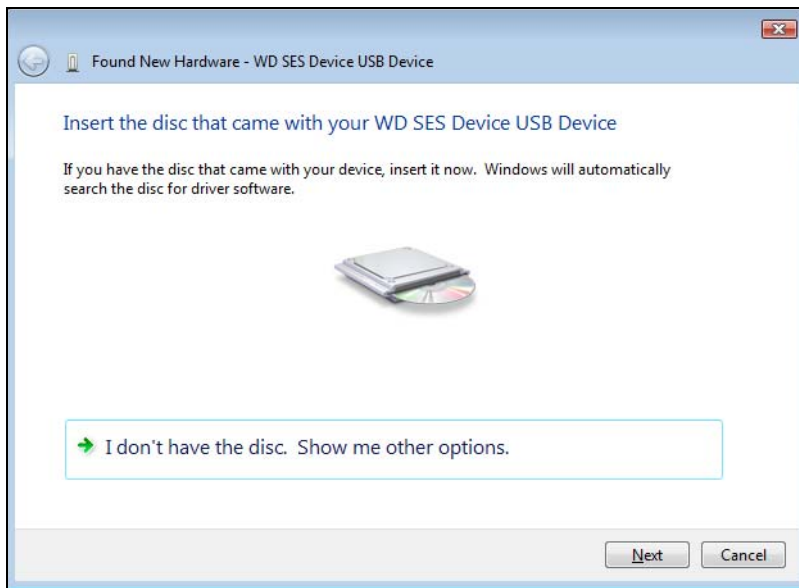 Found New Hardware - WD SES Device USB Device
Insert the disc that came with your WD SES Device USB Device
If you have the disc that came with your device, insert it now.  Windows will automatically
search the disc for driver software.
I don't have the disc.  Show me other options.
Next
Cancel